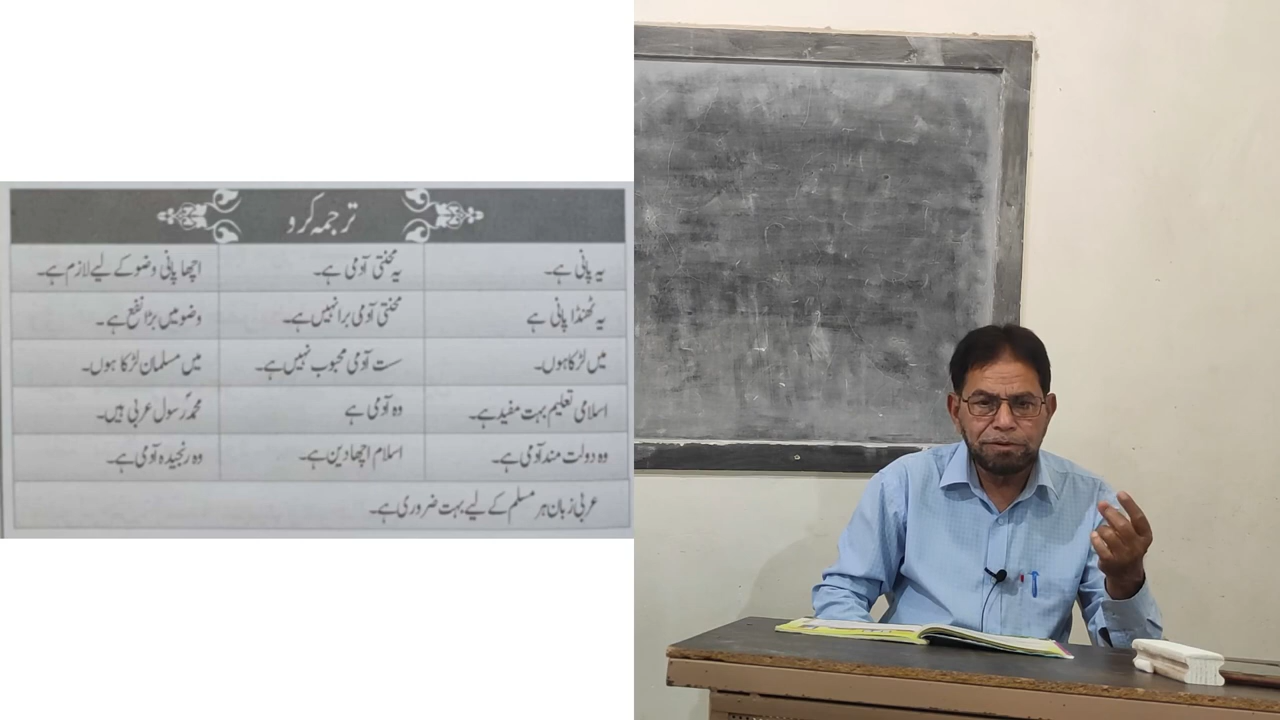 ترجمہ کرو
یہ پانی ہے۔ یہ محنتی آدمی ہے۔ اچھا پانی وضو کے لیے لازم ہے۔
یہ ٹھنڈا پانی ہے محنتی آدمی برا نہیں ہے۔ وضو میں بڑا نفع ہے۔
میں لڑکا ہوں۔ ست آدمی محبوب نہیں ہے۔ میں مسلمان لڑکا ہوں۔
اسلامی تعلیم بہت مفید ہے۔ وہ آدمی ہے محمدؐ رسول عربی ہیں۔
وہ دولت مند آدمی ہے۔ اسلام اچھا دین ہے۔ وہ رنجیدہ آدمی ہے۔
عربی زبان ہر مسلم کے لیے بہت ضروری ہے۔